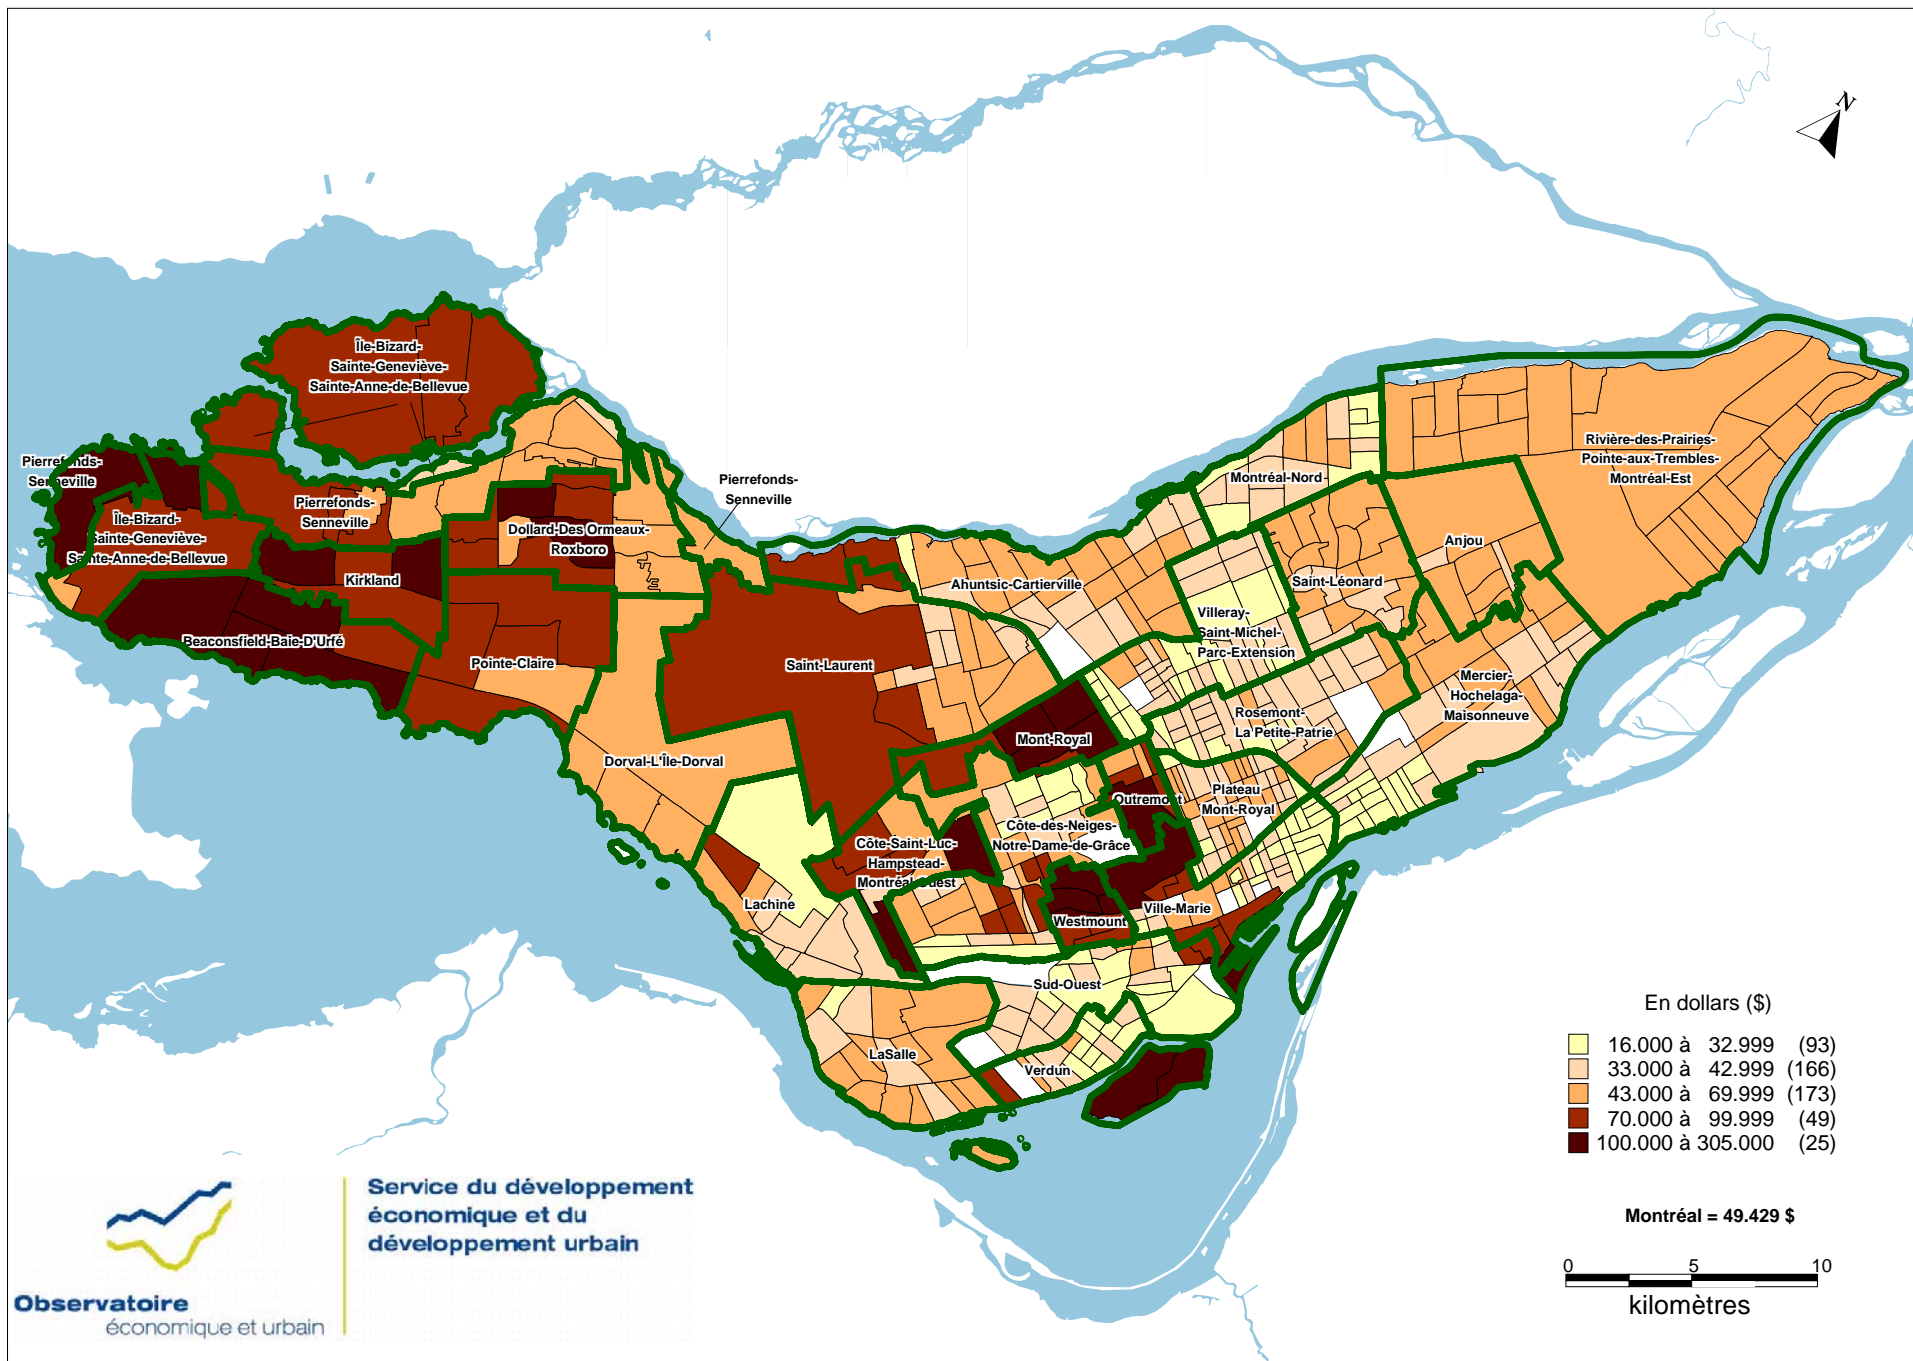 N
Île-Bizard-
Sainte-Geneviève-
Sainte-Anne-de-Bellevue
Pierrefonds-
Senneville
Pierrefonds-
Senneville
Pierrefonds-
Senneville
Île-Bizard-
Sainte-Geneviève-
Sainte-Anne-de-Bellevue
Dollard-Des Ormeaux-
Roxboro
Kirkland
Beaconsfield-Baie-D'Urfé
Pointe-Claire
Dorval-L'Île-Dorval
Saint-Laurent
Ahuntsic-Cartierville
Montréal-Nord
Rivière-des-Prairies-
Pointe-aux-Trembles-
Montréal-Est
Anjou
Saint-Léonard
Villeray-
Saint-Michel-
Parc-Extension
Mercier-
Hochelaga-
Maisonneuve
Rosemont-
La Petite-Patrie
Mont-Royal
Outremont
Plateau
Mont-Royal
Côte-des-Neiges-
Notre-Dame-de-Grâce
Côte-Saint-Luc-
Hampstead-
Montréal-Ouest
Lachine
Westmount
Ville-Marie
Sud-Ouest
LaSalle
Verdun
En dollars ($)
16.000 à 32.999 (93)
33.000 à 42.999 (166)
43.000 à 69.999 (173)
70.000 à 99.999 (49)
100.000 à 305.000 (25)
Montréal = 49.429 $
0 5 10
kilomètres
Service du développement
économique et du
développement urbain
Observatoire
économique et urbain